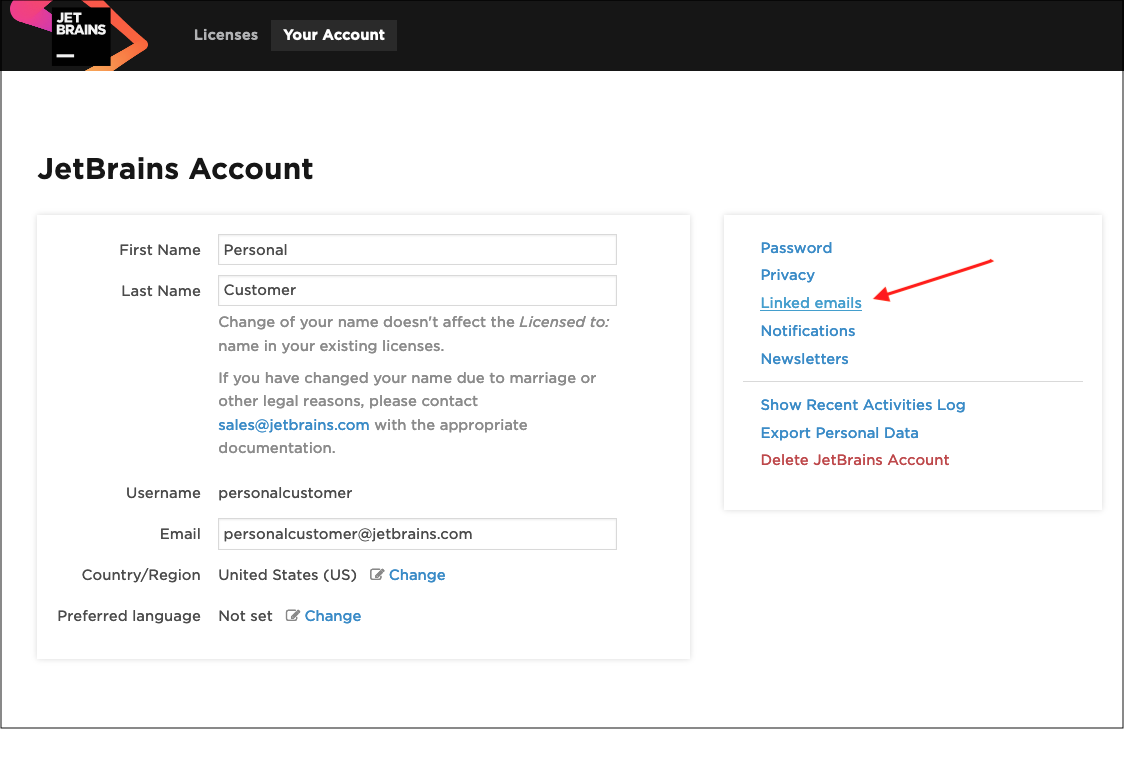 JET
BRAINS
Licenses
Your Account
JetBrains Account
First Name
Personal
Last Name
Customer
Change of your name doesn't affect the Licensed to:
name in your existing licenses.
If you have changed your name due to marriage or
other legal reasons, please contact
sales@jetbrains.com with the appropriate
documentation.
Username
personalcustomer
Email
personalcustomer@jetbrains.com
Country/Region
United States (US)
Change
Preferred language
Not set
Change
Password
Privacy
Linked emails
Notifications
Newsletters
Show Recent Activities Log
Export Personal Data
Delete JetBrains Account